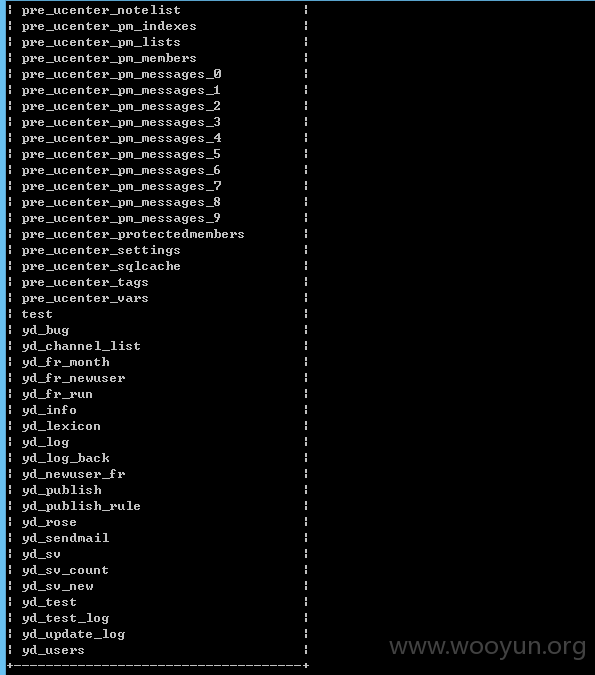 ¦ pre_ucenter_notelist ¦
¦ pre_ucenter_pm_indexes ¦
¦ pre_ucenter_pm_lists ¦
¦ pre_ucenter_pm_members ¦
¦ pre_ucenter_pm_messages_0 ¦
¦ pre_ucenter_pm_messages_1 ¦
¦ pre_ucenter_pm_messages_2 ¦
¦ pre_ucenter_pm_messages_3 ¦
¦ pre_ucenter_pm_messages_4 ¦
¦ pre_ucenter_pm_messages_5 ¦
¦ pre_ucenter_pm_messages_6 ¦
¦ pre_ucenter_pm_messages_7 ¦
¦ pre_ucenter_pm_messages_8 ¦
¦ pre_ucenter_pm_messages_9 ¦
¦ pre_ucenter_protectedmembers ¦
¦ pre_ucenter_settings ¦
¦ pre_ucenter_sqlcache ¦
¦ pre_ucenter_tags ¦
¦ pre_ucenter_vars ¦
¦ test ¦
¦ yd_bug ¦
¦ yd_channel_list ¦
¦ yd_fr_month ¦
¦ yd_fr_newuser ¦
¦ yd_fr_run ¦
¦ yd_info ¦
¦ yd_lexicon ¦
¦ yd_log ¦
¦ yd_log_back ¦
¦ yd_newuser_fr ¦
¦ yd_publish ¦
¦ yd_publish_rule ¦
¦ yd_rose ¦
¦ yd_sendmail ¦
¦ yd_sv ¦
¦ yd_sv_count ¦
¦ yd_sv_new ¦
¦ yd_test ¦
¦ yd_test_log ¦
¦ yd_update_log ¦
¦ yd_users ¦
+------------------------------------+
www.wooyun.org